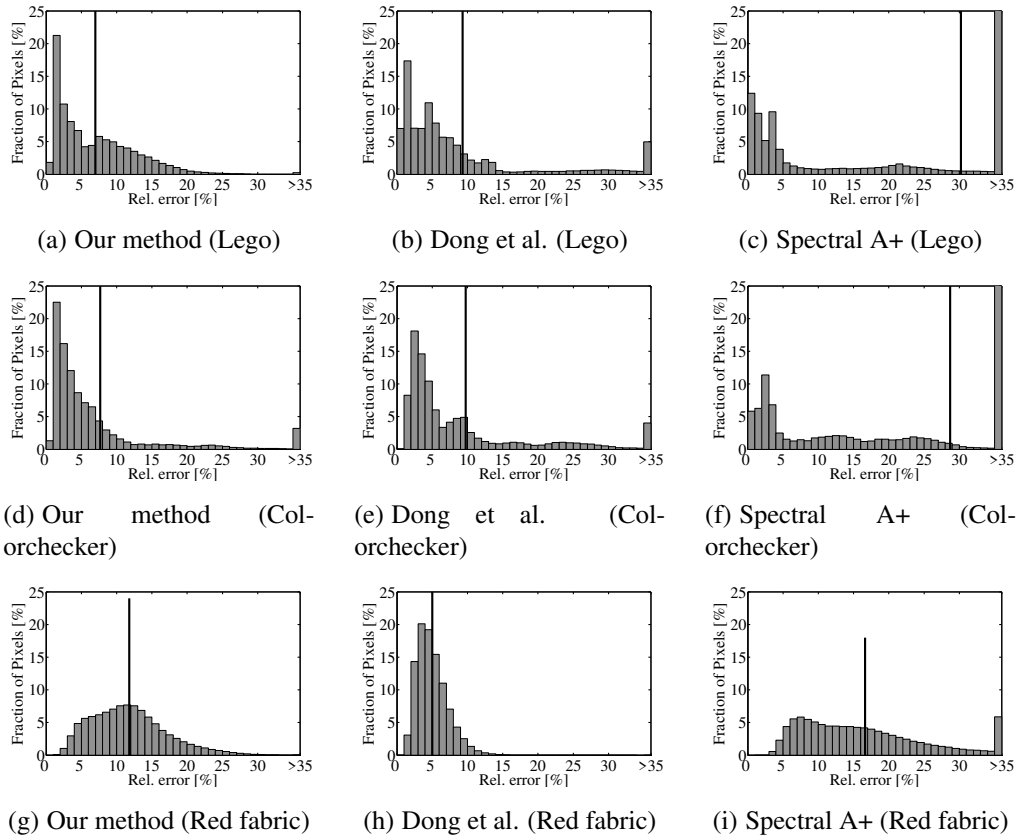 25
20
15
10
5
0
Fraction of Pixels [%]
0 5 10 15 20 25 30 >35
Rel. error [%]
(a) Our method (Lego)
25
20
15
10
5
0
Fraction of Pixels [%]
0 5 10 15 20 25 30 >35
Rel. error [%]
(b) Dong et al. (Lego)
25
20
15
10
5
0
Fraction of Pixels [%]
0 5 10 15 20 25 30 >35
Rel. error [%]
(c) Spectral A+ (Lego)
25
20
15
10
5
0
Fraction of Pixels [%]
0 5 10 15 20 25 30 >35
Rel. error [%]
(d) Our method (Col-
orchecker)
25
20
15
10
5
0
Fraction of Pixels [%]
0 5 10 15 20 25 30 >35
Rel. error [%]
(e) Dong et al. (Col-
orchecker)
25
20
15
10
5
0
Fraction of Pixels [%]
0 5 10 15 20 25 30 >35
Rel. error [%]
(f) Spectral A+ (Col-
orchecker)
25
20
15
10
5
0
Fraction of Pixels [%]
0 5 10 15 20 25 30 >35
Rel. error [%]
(g) Our method (Red fabric)
25
20
15
10
5
0
Fraction of Pixels [%]
0 5 10 15 20 25 30 >35
Rel. error [%]
(h) Dong et al. (Red fabric)
25
20
15
10
5
0
Fraction of Pixels [%]
0 5 10 15 20 25 30 >35
Rel. error [%]
(i) Spectral A+ (Red fabric)